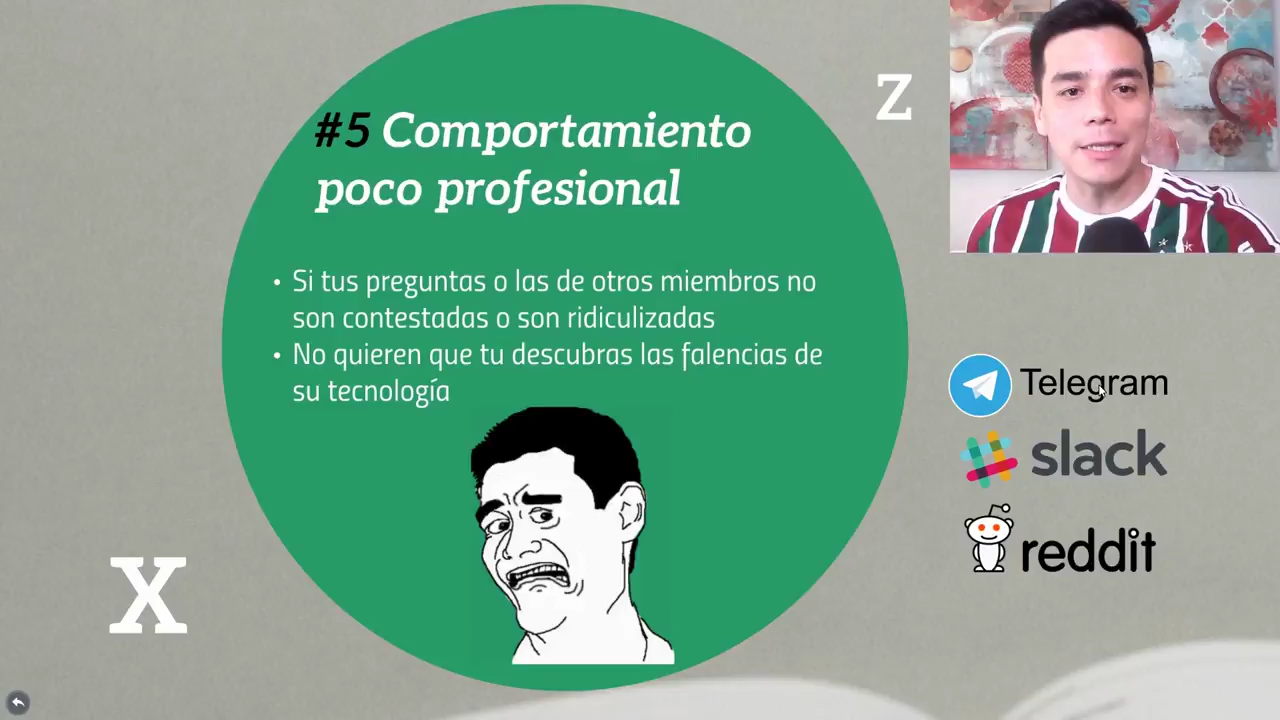 #5 Comportamiento
poco profesional
• Si tus preguntas o las de otros miembros no
son contestadas o son ridiculizadas
• No quieren que tu descubras las falencias de
su tecnología
Z
Telegram
slack
reddit
X